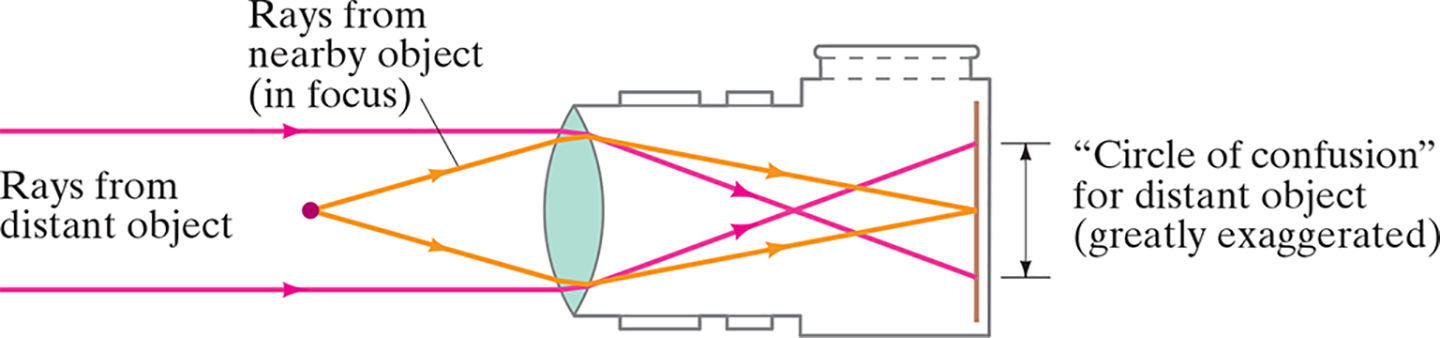 Rays from
nearby object
(in focus)
Rays from
distant object
“Circle of confusion”
for distant object
(greatly exaggerated)